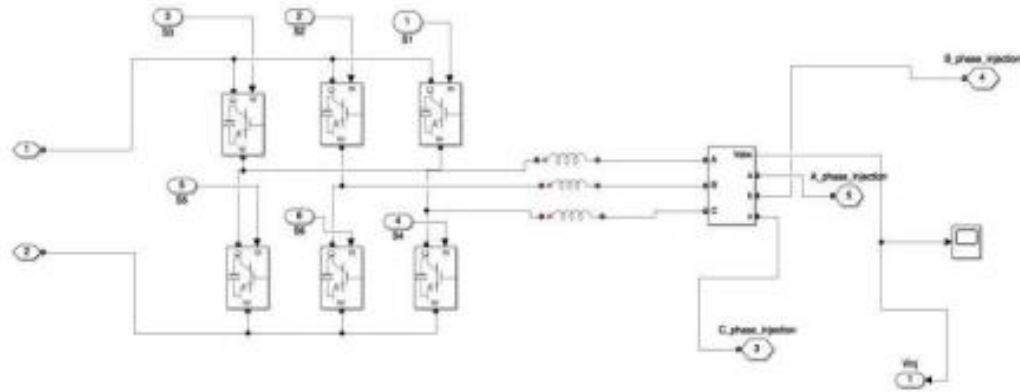 3
S3
2
S2
1
S1
B_phase_injection
4
1
A
B
C
Vabc
a
b
c
A_phase_injection
5
5
S5
6
S6
4
S4
2
C_phase_injection
3
Vinj
1